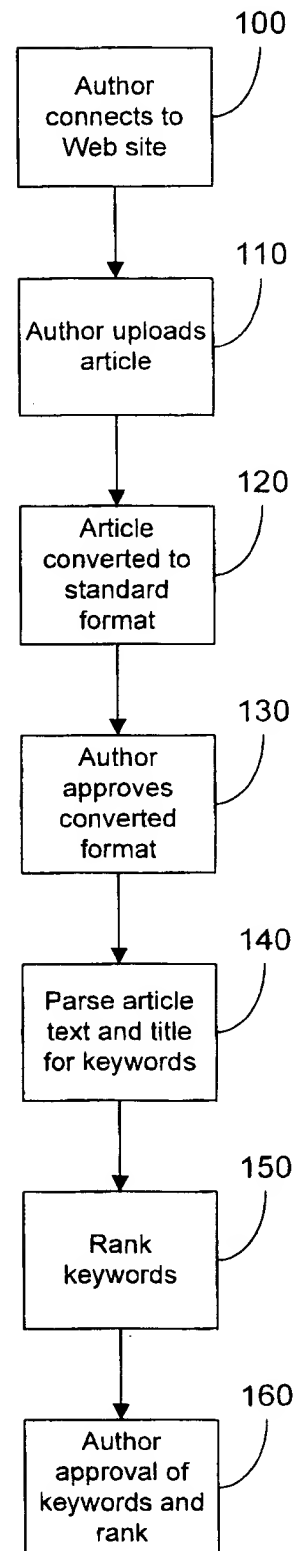 100
Author
connects to
Web site
110
Author uploads
article
120
Article
converted to
standard
format
130
Author
approves
converted
format
140
Parse article
text and title
for keywords
150
Rank
keywords
160
Author
approval of
keywords and
rank